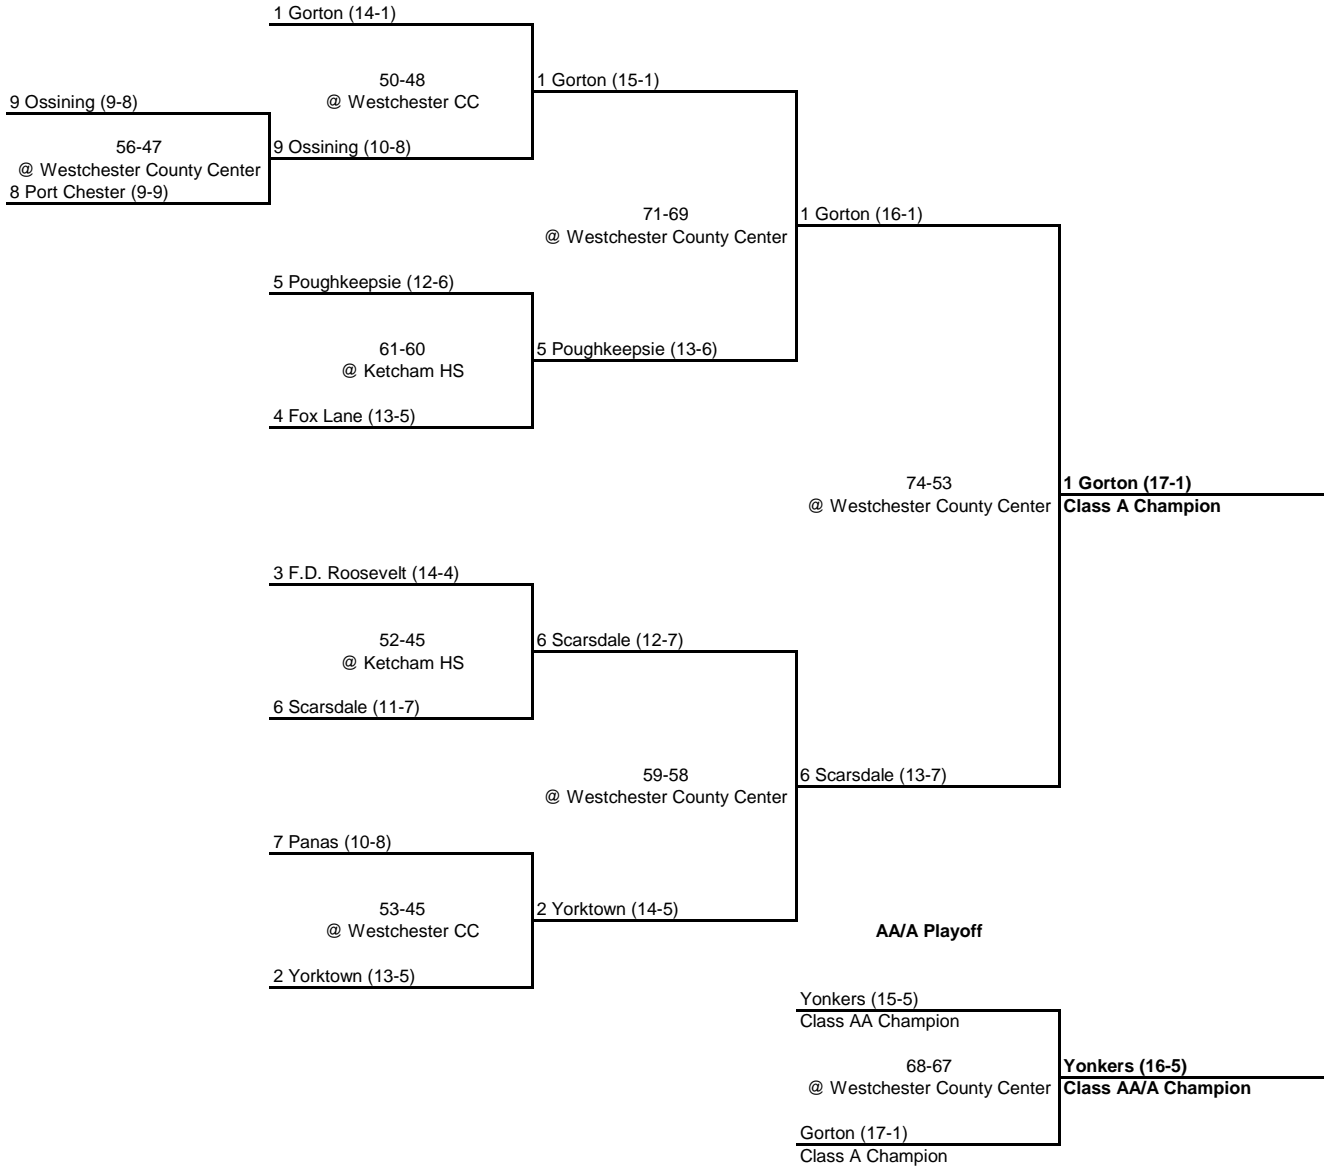 1 Gorton (14-1)
50-48
@ Westchester CC
1 Gorton (15-1)
9 Ossining (9-8)
56-47
@ Westchester County Center
8 Port Chester (9-9)
9 Ossining (10-8)
71-69
@ Westchester County Center
1 Gorton (16-1)
5 Poughkeepsie (12-6)
61-60
@ Ketcham HS
5 Poughkeepsie (13-6)
4 Fox Lane (13-5)
74-53
@ Westchester County Center
1 Gorton (17-1)
Class A Champion
3 F.D. Roosevelt (14-4)
52-45
@ Ketcham HS
6 Scarsdale (12-7)
6 Scarsdale (11-7)
59-58
@ Westchester County Center
6 Scarsdale (13-7)
7 Panas (10-8)
53-45
@ Westchester CC
2 Yorktown (14-5)
2 Yorktown (13-5)
AA/A Playoff
Yonkers (15-5)
Class AA Champion
68-67
@ Westchester County Center
Yonkers (16-5)
Class AA/A Champion
Gorton (17-1)
Class A Champion